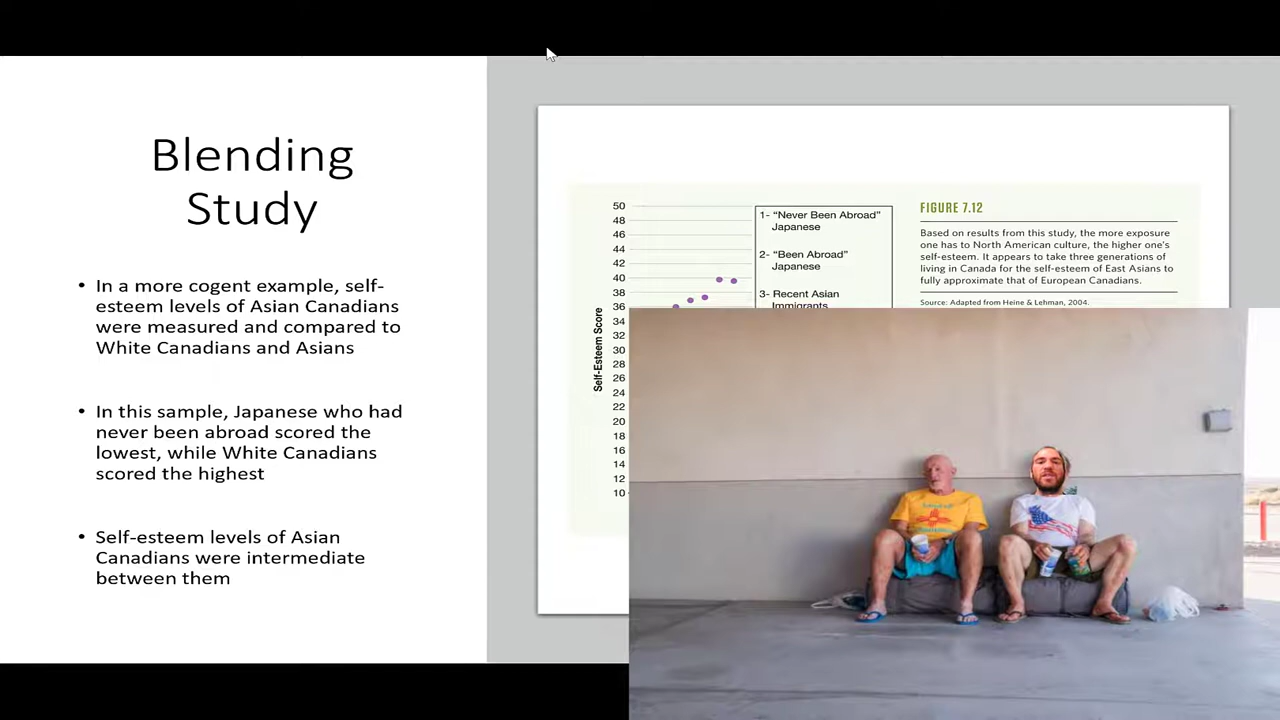 Blending
Study
• In a more cogent example, self-
esteem levels of Asian Canadians
were measured and compared to
White Canadians and Asians
• In this sample, Japanese who had
never been abroad scored the
lowest, while White Canadians
scored the highest
• Self-esteem levels of Asian
Canadians were intermediate
between them
Self-Esteem Score
50
48
46
44
42
40
38
36
34
32
30
28
26
24
22
20
18
16
14
12
10
1- “Never Been Abroad”
Japanese
2- “Been Abroad”
Japanese
3- Recent Asian
Immigrants
FIGURE 7.12
Based on results from this study, the more exposure
one has to North American culture, the higher one's
self-esteem. It appears to take three generations of
living in Canada for the self-esteem of East Asians to
fully approximate that of European Canadians.
Source: Adapted from Heine & Lehman, 2004.